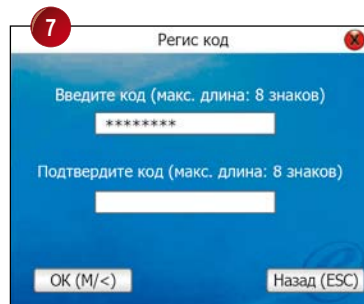 7
Регис код
Введите код (макс. длина: 8 знаков)
********
Подтвердите код (макс. длина: 8 знаков)
OK (M/<)
Назад (ESC)